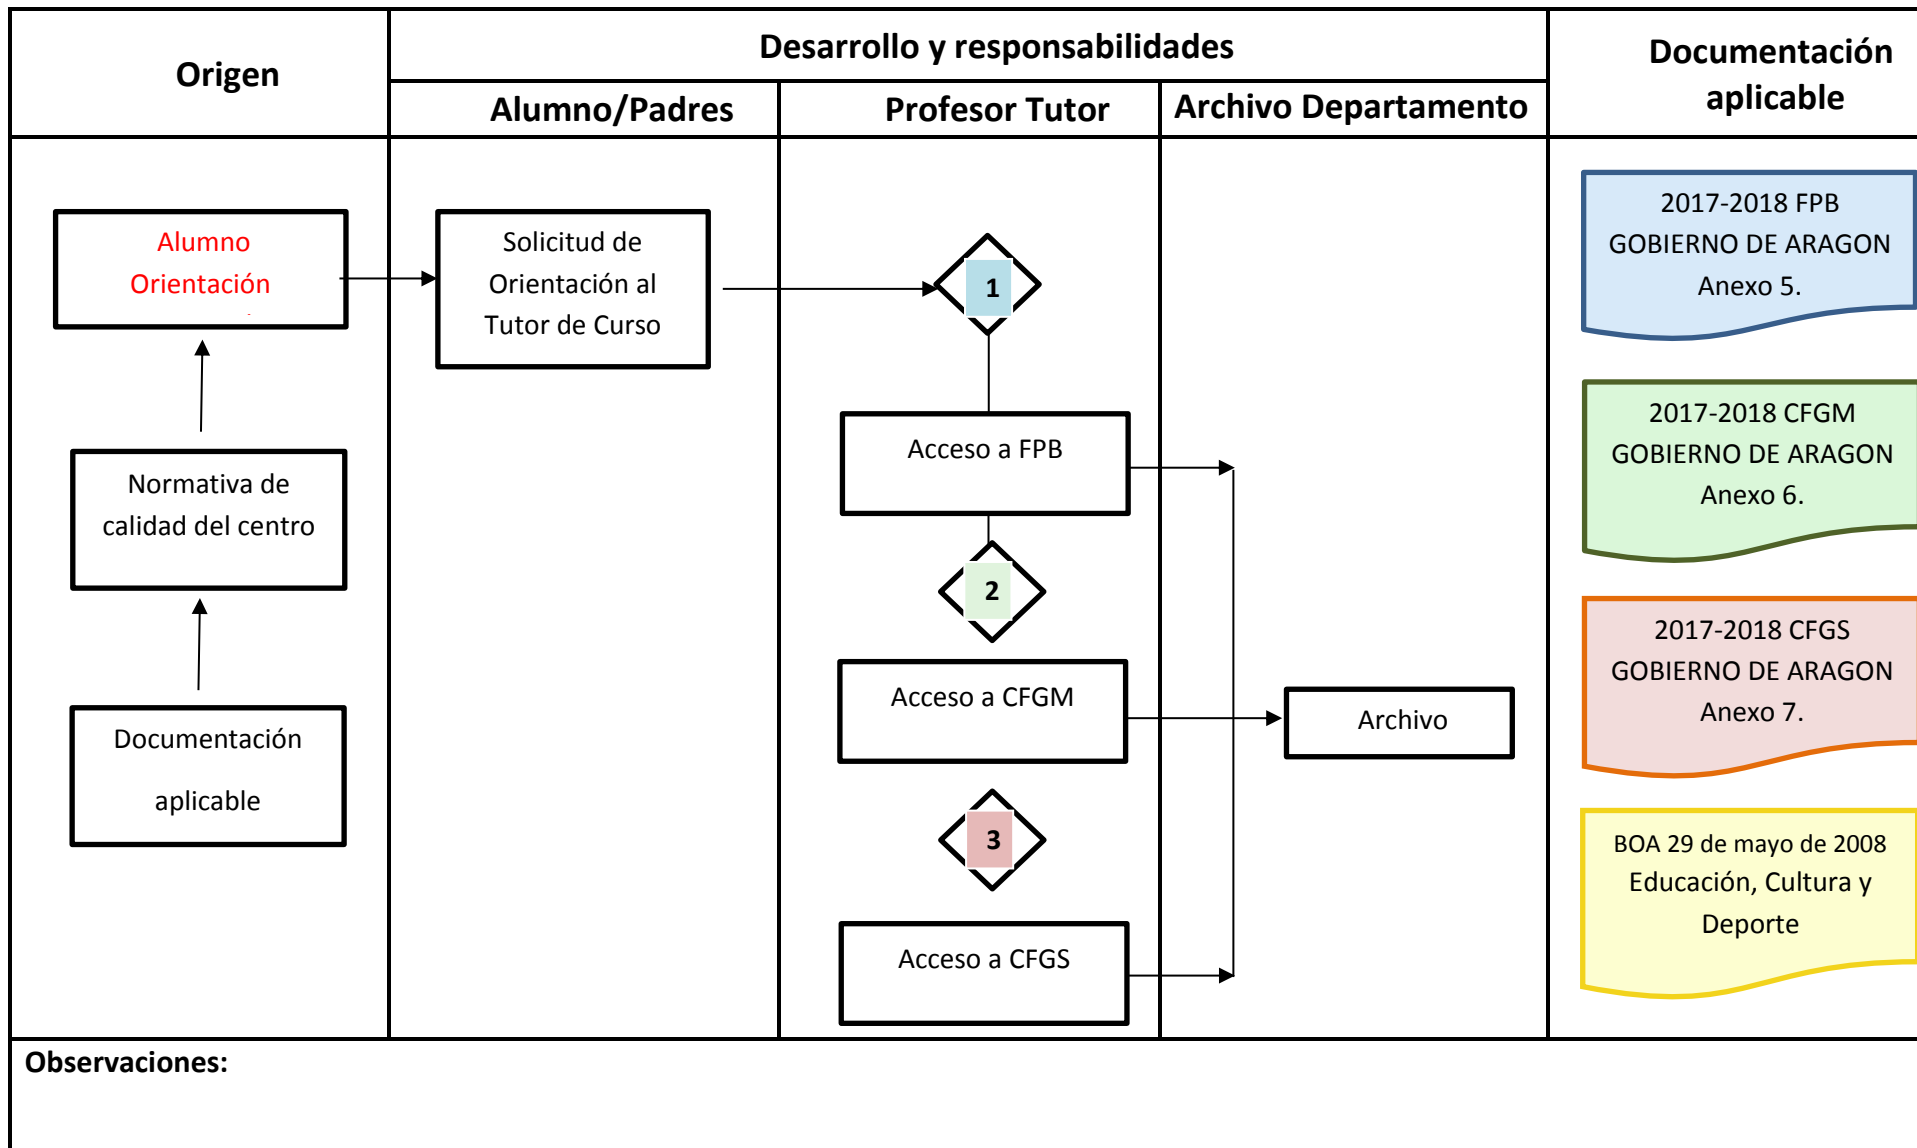 Origen
Desarrollo y responsabilidades
Documentación
aplicable
Alumno/Padres
Profesor Tutor
Archivo Departamento
Alumno
Orientación
Normativa de
calidad del centro
Documentación
aplicable
Solicitud de
Orientación al
Tutor de Curso
1
Acceso a FPB
2
Acceso a CFGM
3
Acceso a CFGS
Archivo
2017-2018 FPB
GOBIERNO DE ARAGON
Anexo 5.
2017-2018 CFGM
GOBIERNO DE ARAGON
Anexo 6.
2017-2018 CFGS
GOBIERNO DE ARAGON
Anexo 7.
BOA 29 de mayo de 2008
Educación, Cultura y
Deporte
Observaciones: